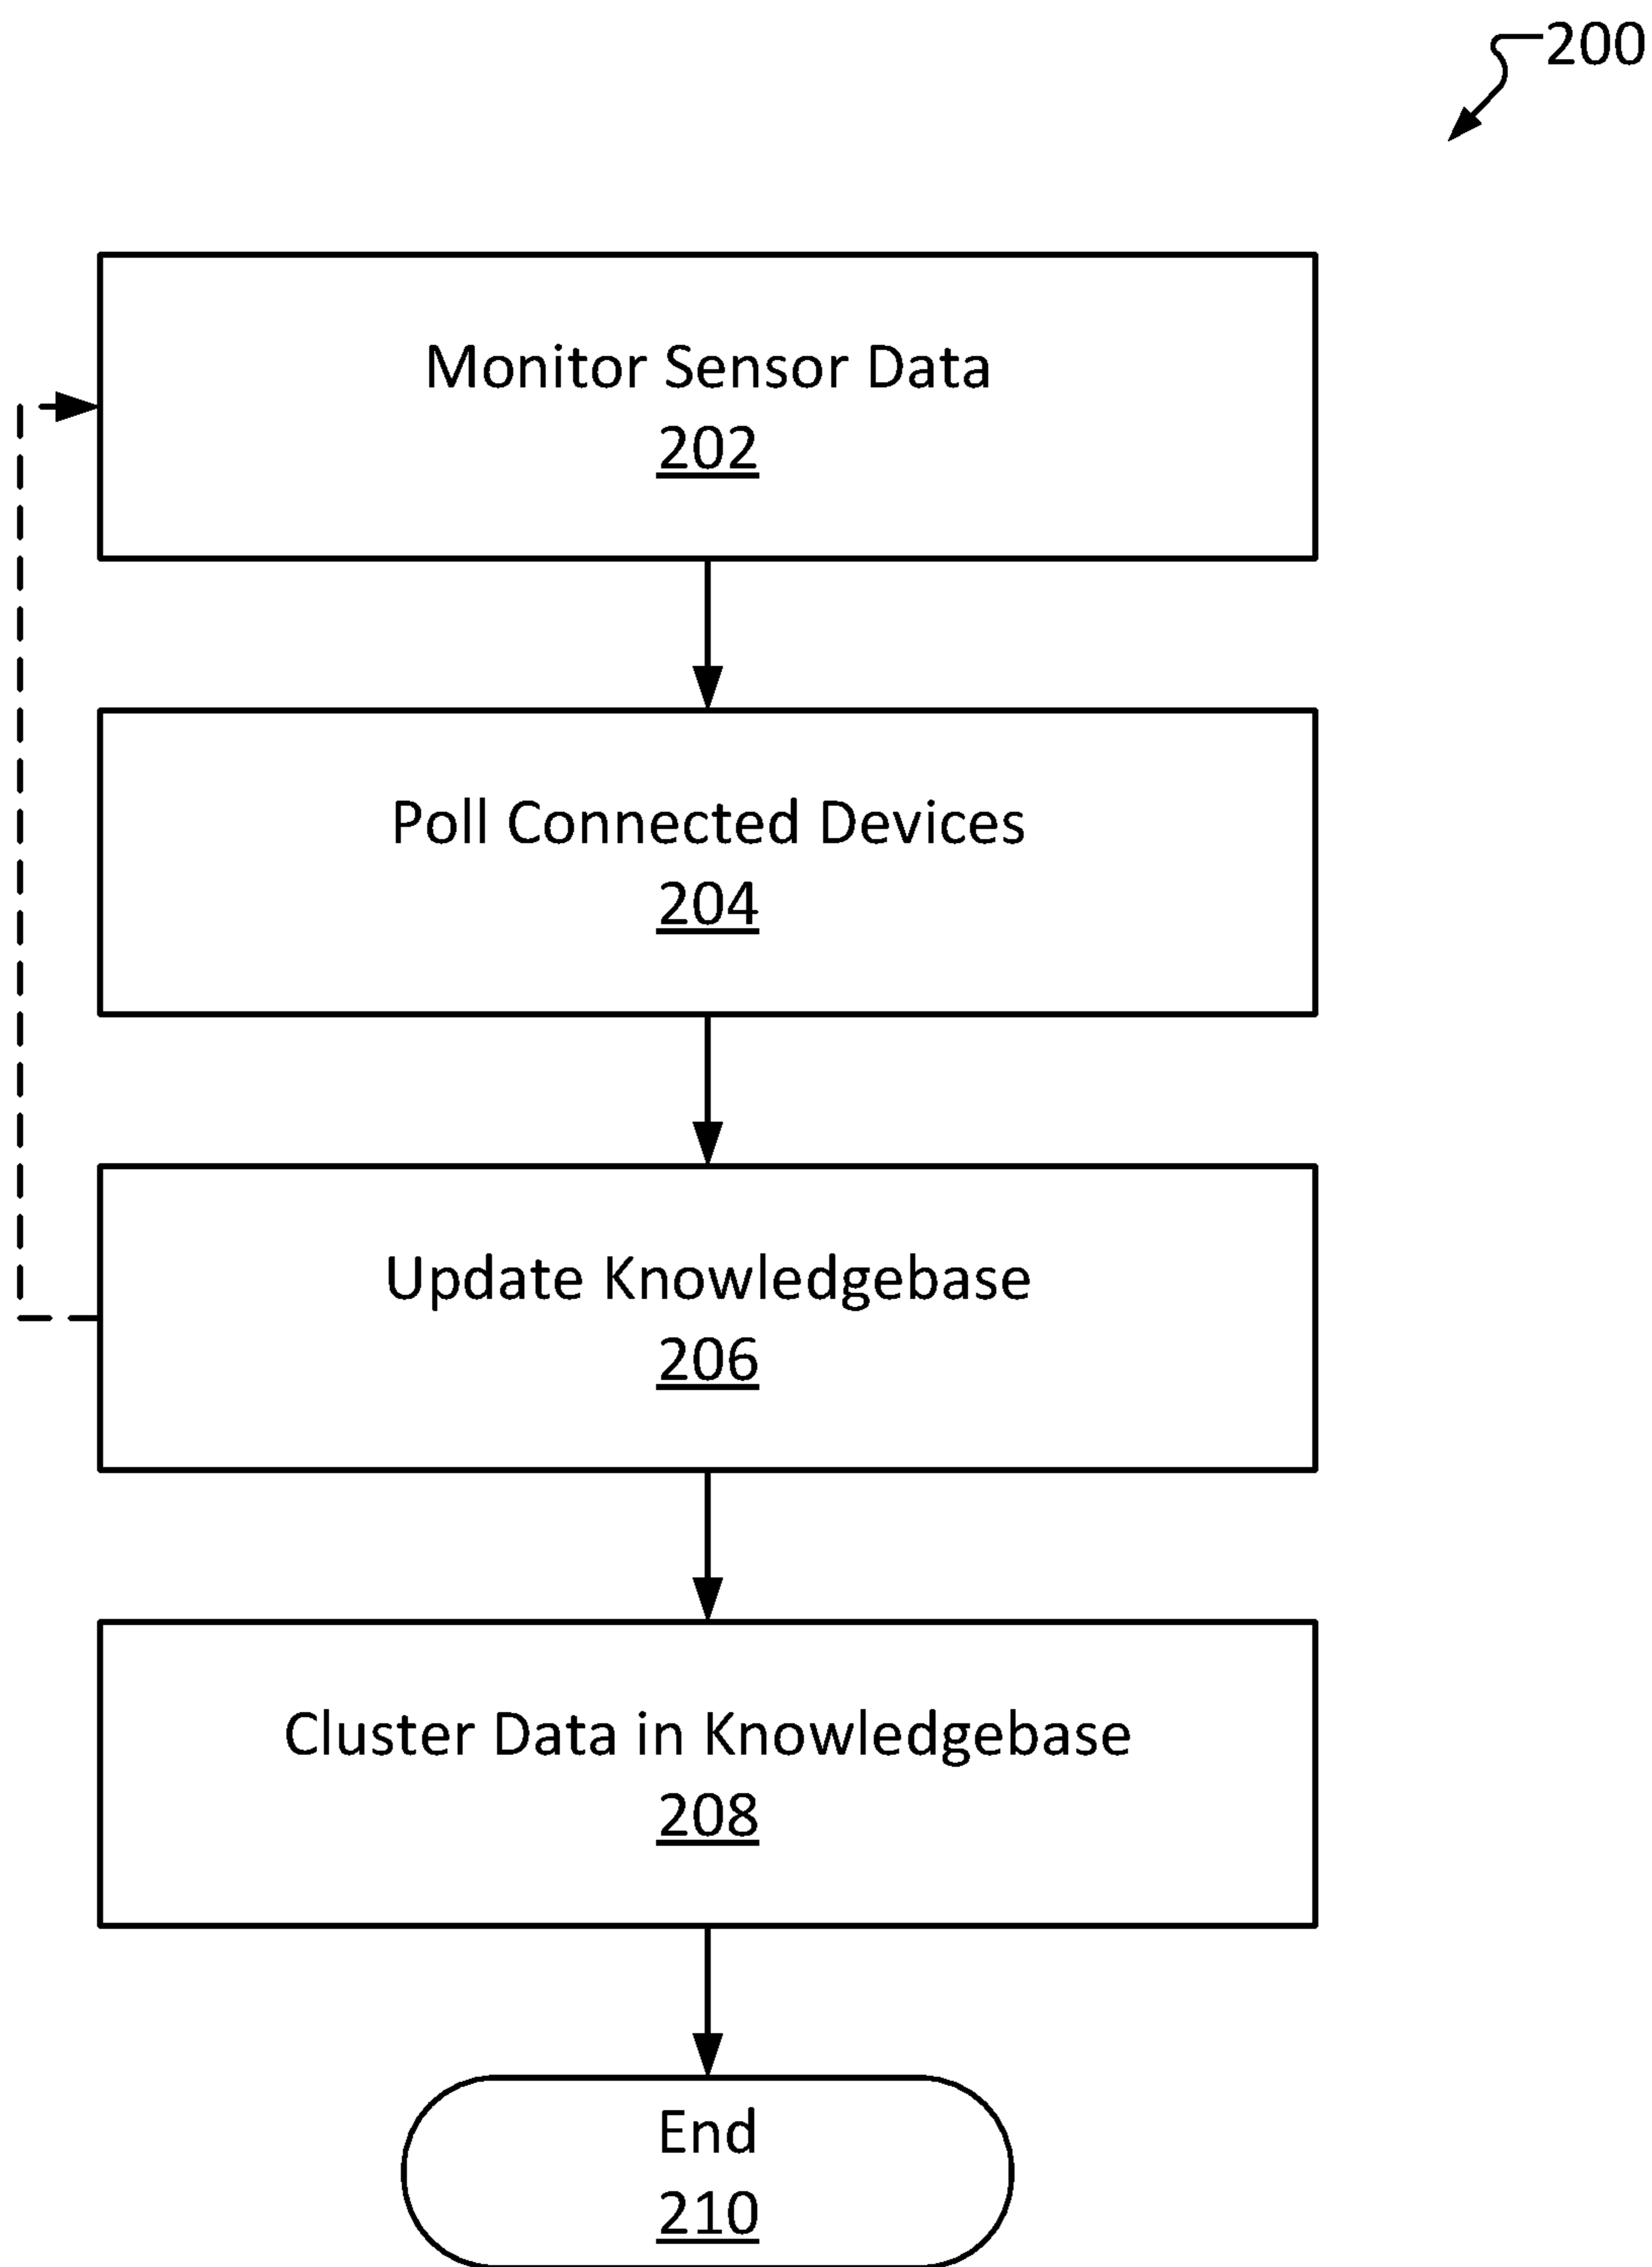 200
Monitor Sensor Data
202
Poll Connected Devices
204
Update Knowledgebase
206
Cluster Data in Knowledgebase
208
End
210